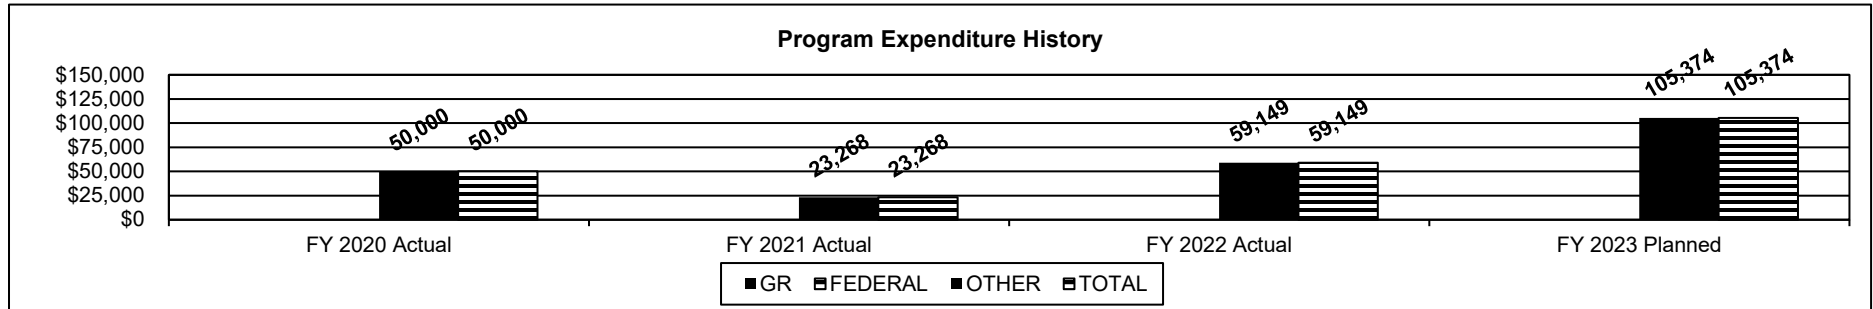 Program Expenditure History
$150,000
$125,000
$100,000
$75,000
$50,000
$25,000
$0
50,000
50,000
23,268
23,268
59,149
59,149
105,374
105,374
FY 2020 Actual
FY 2021 Actual
FY 2022 Actual
FY 2023 Planned
GR
FEDERAL
OTHER
TOTAL